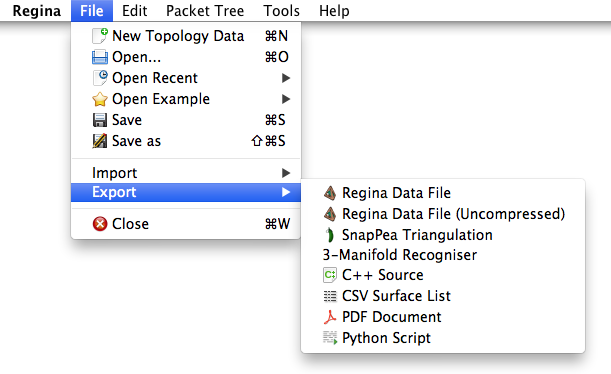 Regina File Edit Packet Tree Tools Help
New Topology Data ⌘N
Open... ⌘O
Open Recent
Open Example
Save ⌘S
Save as ⇧⌘S
Import
Export
Close ⌘W
Regina Data File
Regina Data File (Uncompressed)
SnapPea Triangulation
3-Manifold Recogniser
C++ Source
CSV Surface List
PDF Document
Python Script